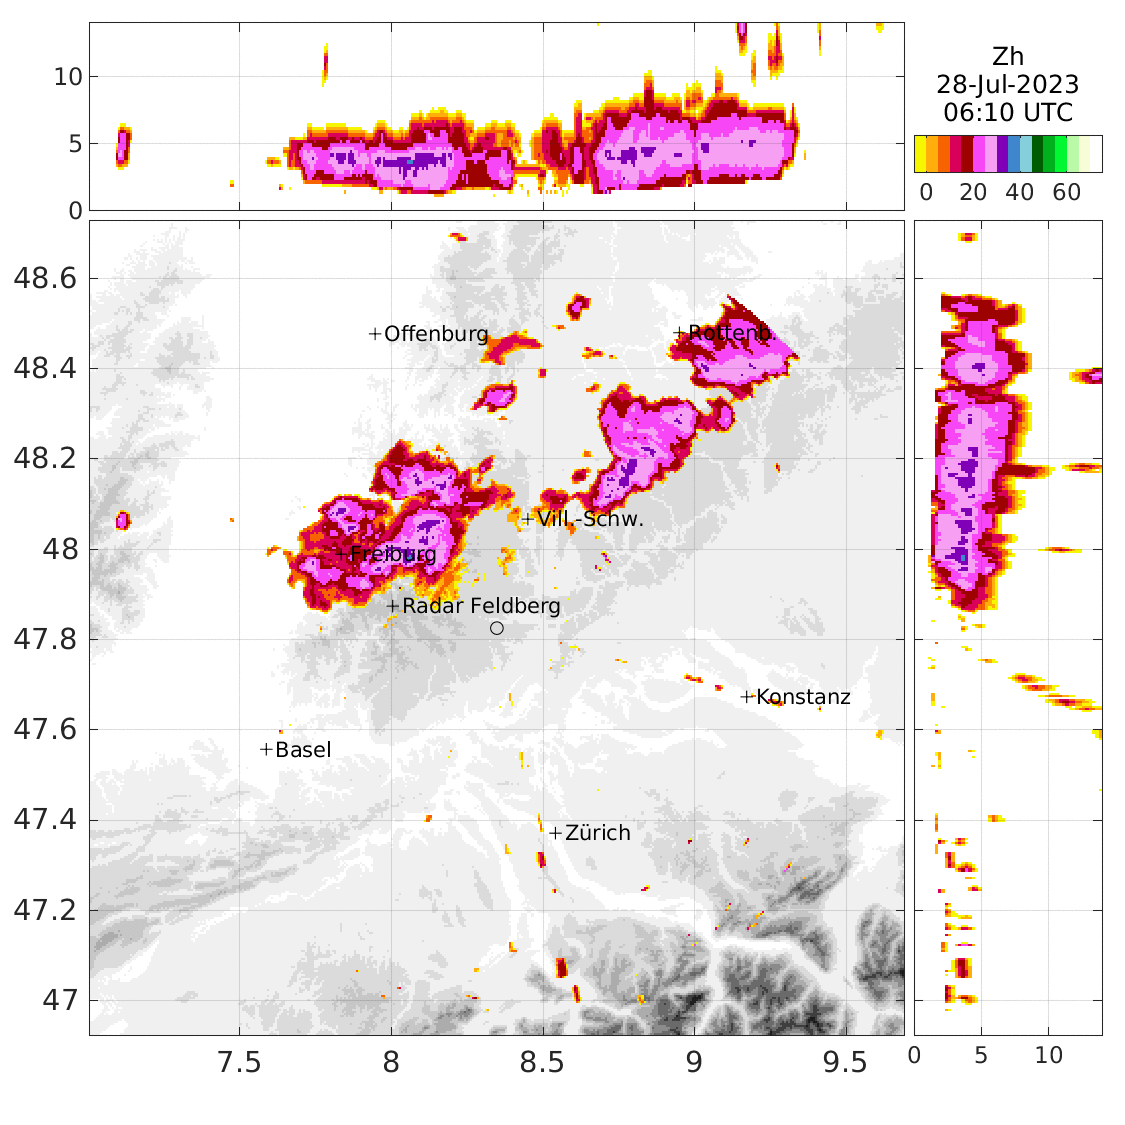 10
5
0
Zh
28-Jul-2023
06:10 UTC
0 20 40 60
48.6
48.4
48.2
48
47.8
47.6
47.4
47.2
47
Offenburg
Rottenb.
Vill.-Schw.
Freiburg
Radar Feldberg
Konstanz
Basel
Zürich
7.5 8 8.5 9 9.5
0 5 10